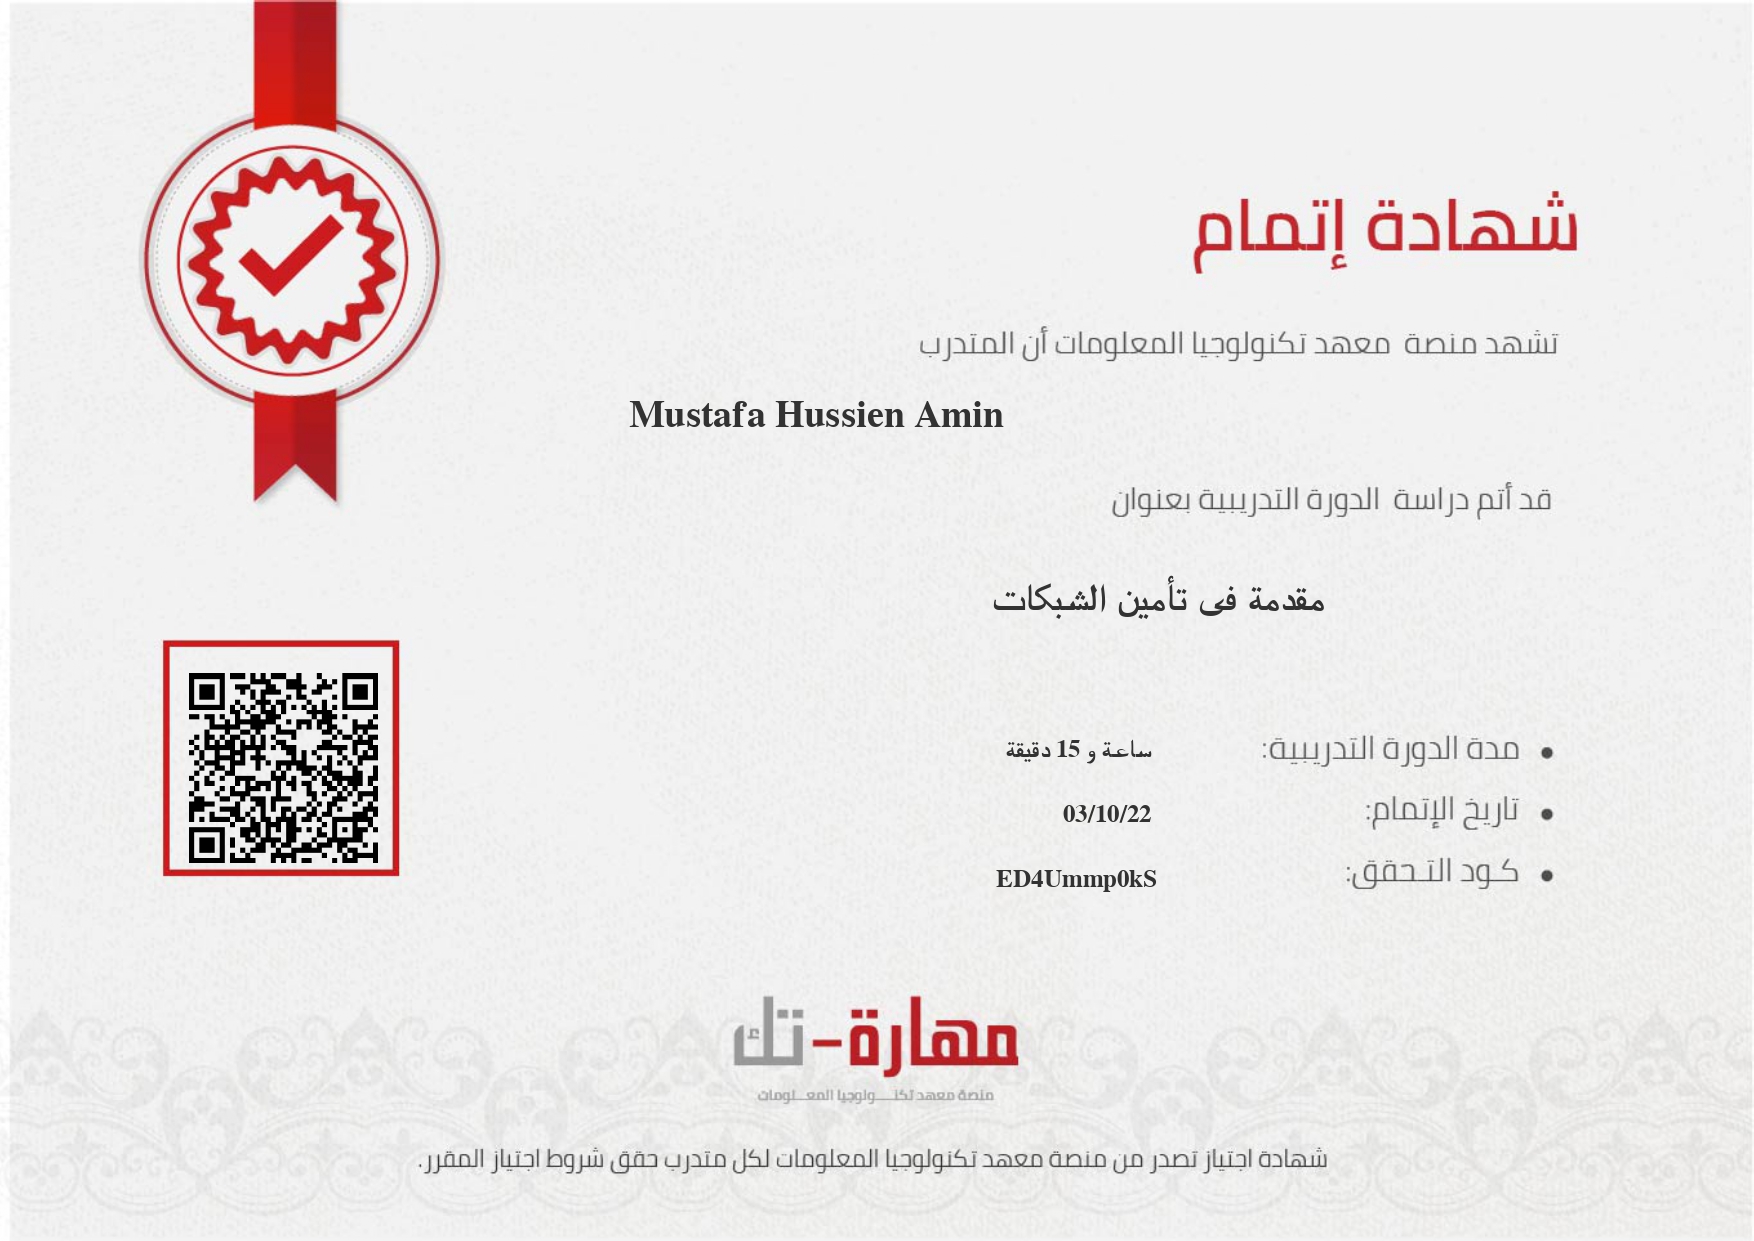 شهادة إتمام
تشهد منصة معهد تكنولوجيا المعلومات أن المتدرب
Mustafa Hussien Amin
قد أتم دراسة الدورة التدريبية بعنوان
مقدمة فى تأمين الشبكات
• مدة الدورة التدريبية: ساعة و 15 دقيقة
• تاريخ الإتمام: 03/10/22
• كـود التـحقق: ED4Ummp0kS
مهارة-تك
منصة معهد تكنـــولوجيا المعــلومات
شهادة اجتياز تصدر من منصة معهد تكنولوجيا المعلومات لكل متدرب حقق شروط اجتياز المقرر.